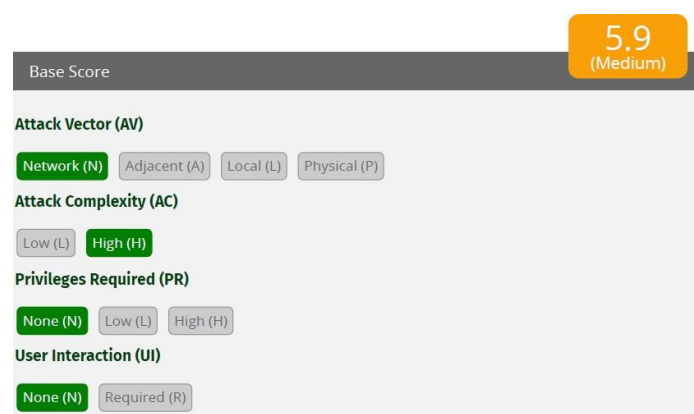 5.9
(Medium)
Base Score
Attack Vector (AV)
Network (N) Adjacent (A) Local (L) Physical (P)
Attack Complexity (AC)
Low (L) High (H)
Privileges Required (PR)
None (N) Low (L) High (H)
User Interaction (UI)
None (N) Required (R)